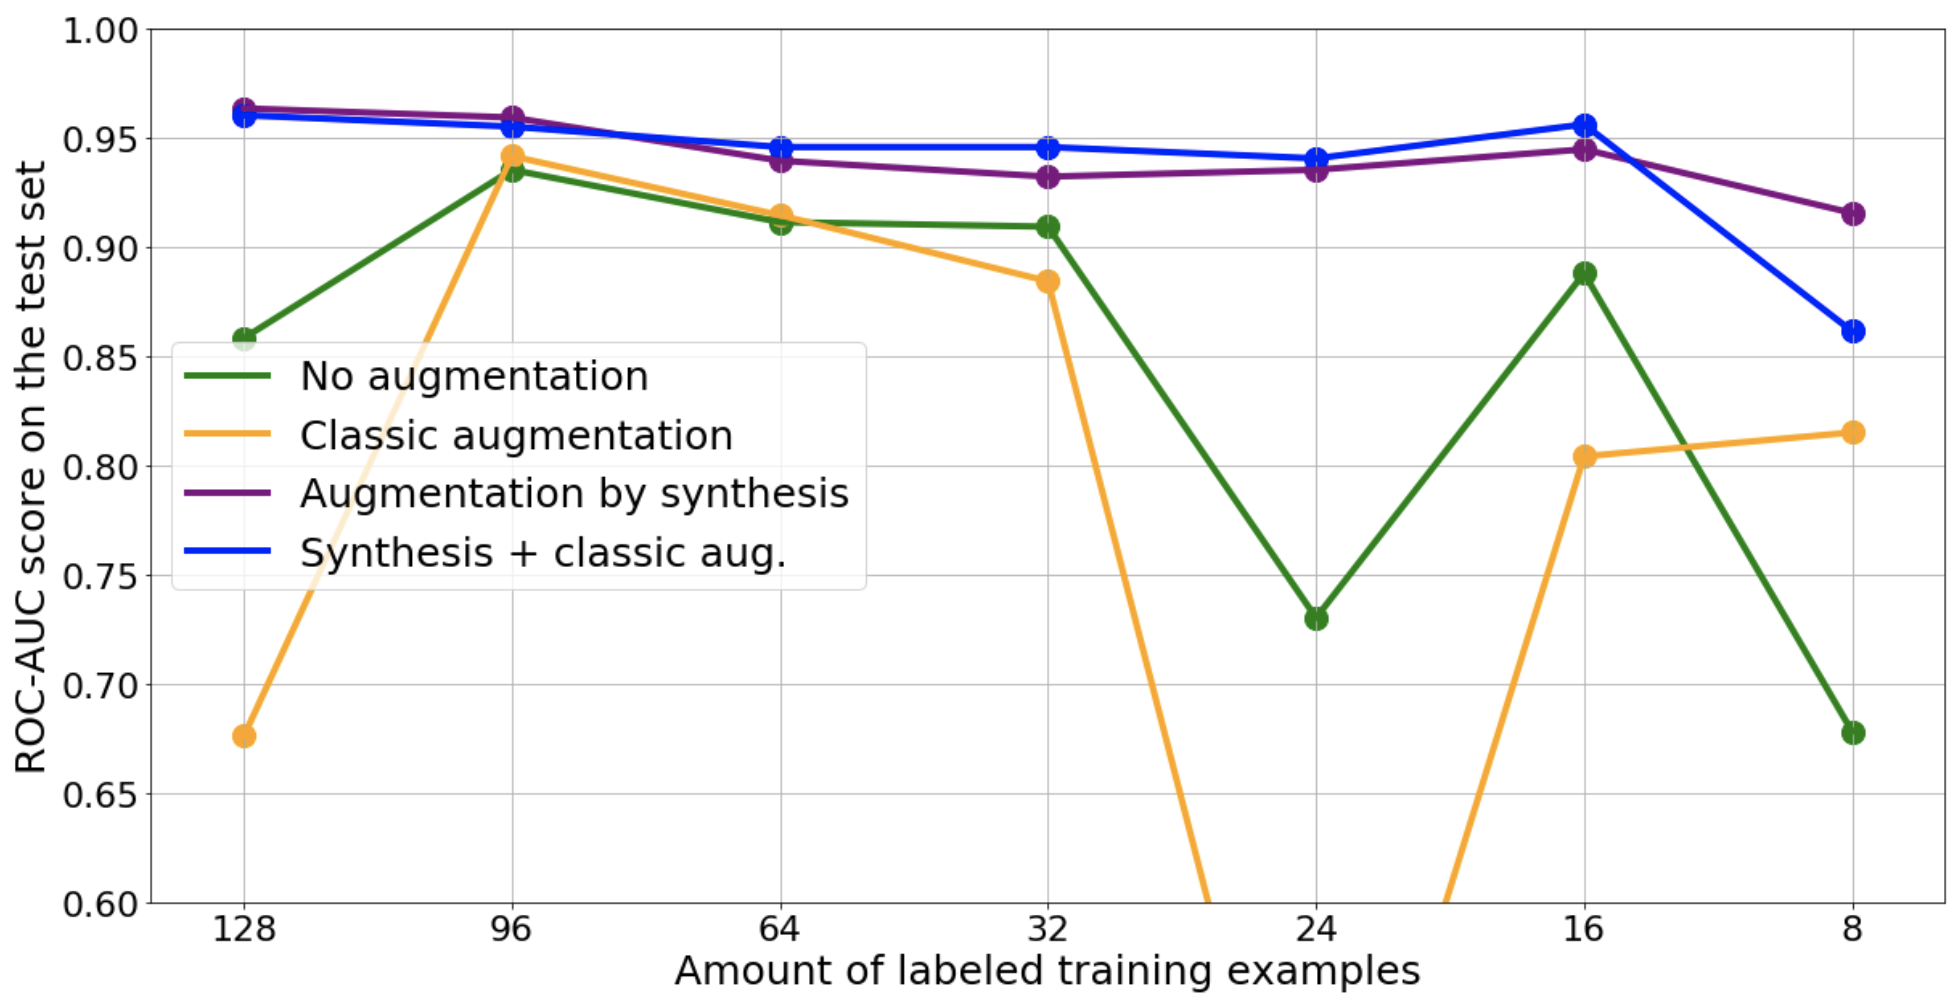 1.00
0.95
0.90
0.85
0.80
0.75
0.70
0.65
0.60
ROC-AUC score on the test set
No augmentation
Classic augmentation
Augmentation by synthesis
Synthesis + classic aug.
128 96 64 32 24 16 8
Amount of labeled training examples